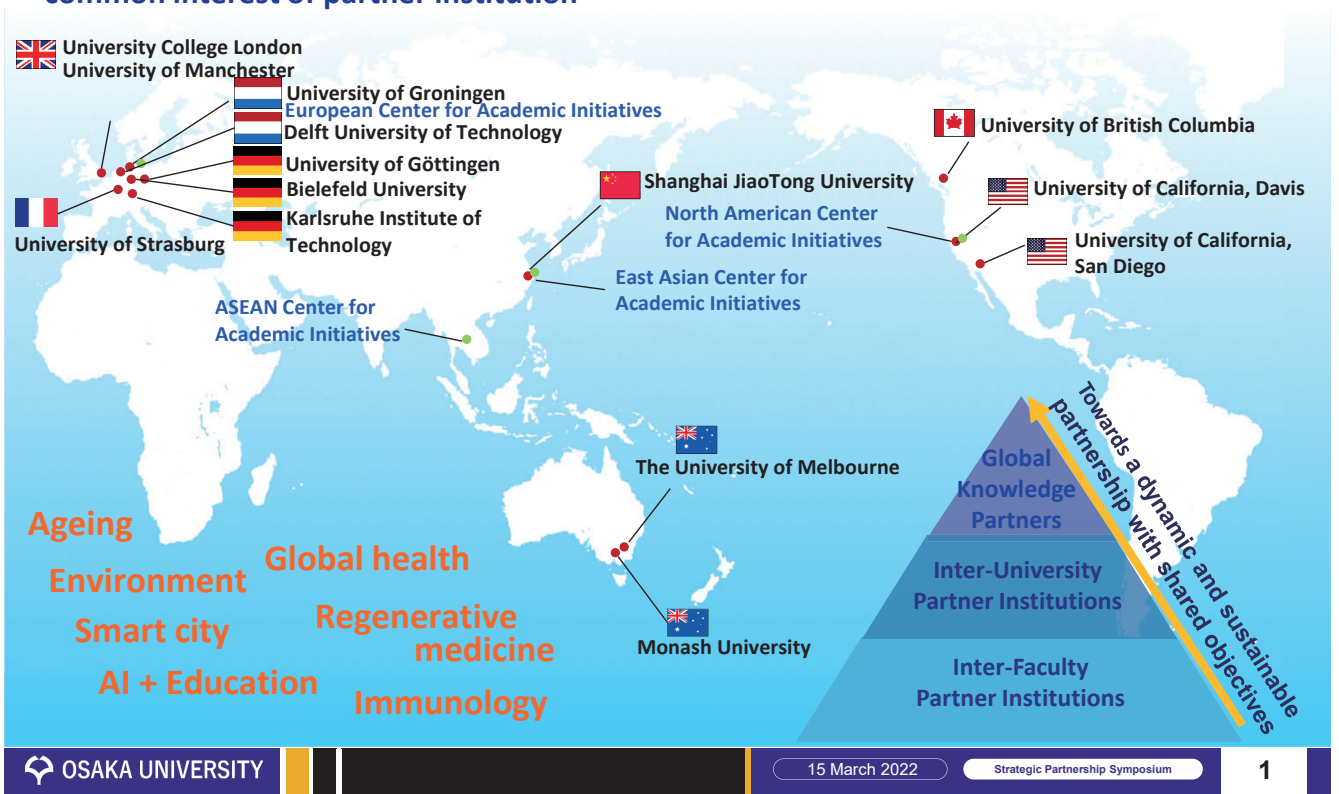 common interest of partner institution
University College London
University of Manchester
University of Groningen
European Center for Academic Initiatives
Delft University of Technology
University of Göttingen
Bielefeld University
Karlsruhe Institute of
Technology
University of Strasburg
Shanghai JiaoTong University
North American Center
for Academic Initiatives
East Asian Center for
Academic Initiatives
ASEAN Center for
Academic Initiatives
University of British Columbia
University of California, Davis
University of California,
San Diego
The University of Melbourne
Monash University
Ageing
Environment
Smart city
AI + Education
Global health
Regenerative
medicine
Immunology
Global
Knowledge
Partners
Inter-University
Partner Institutions
Inter-Faculty
Partner Institutions
Towards a dynamic and sustainable
partnership with shared objectives
OSAKA UNIVERSITY
15 March 2022
Strategic Partnership Symposium
1